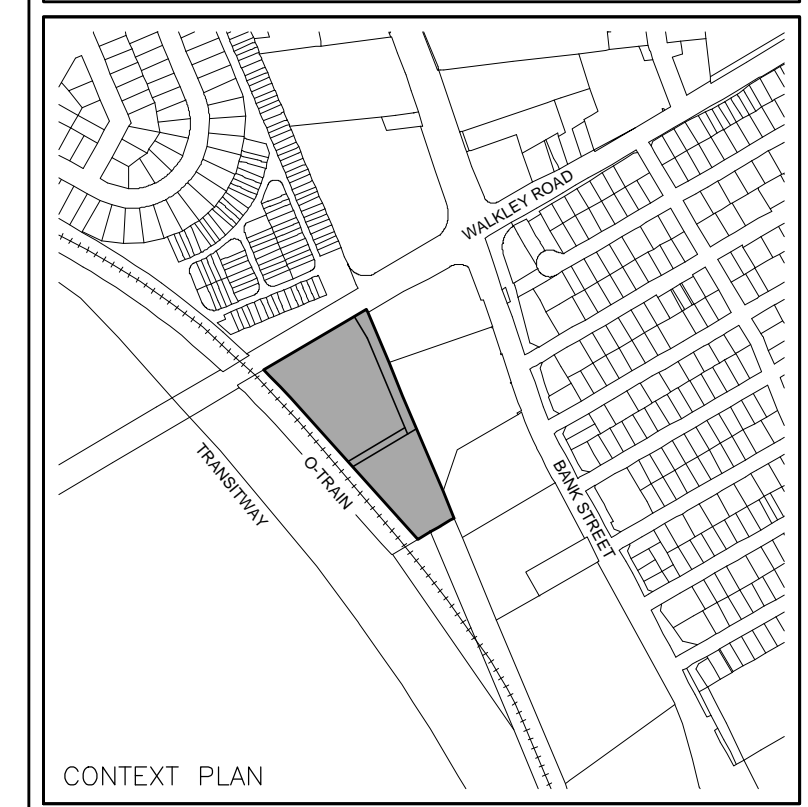 WALKLEY ROAD
TRANSITWAY
O-TRAIN
BANK STREET
CONTEXT PLAN